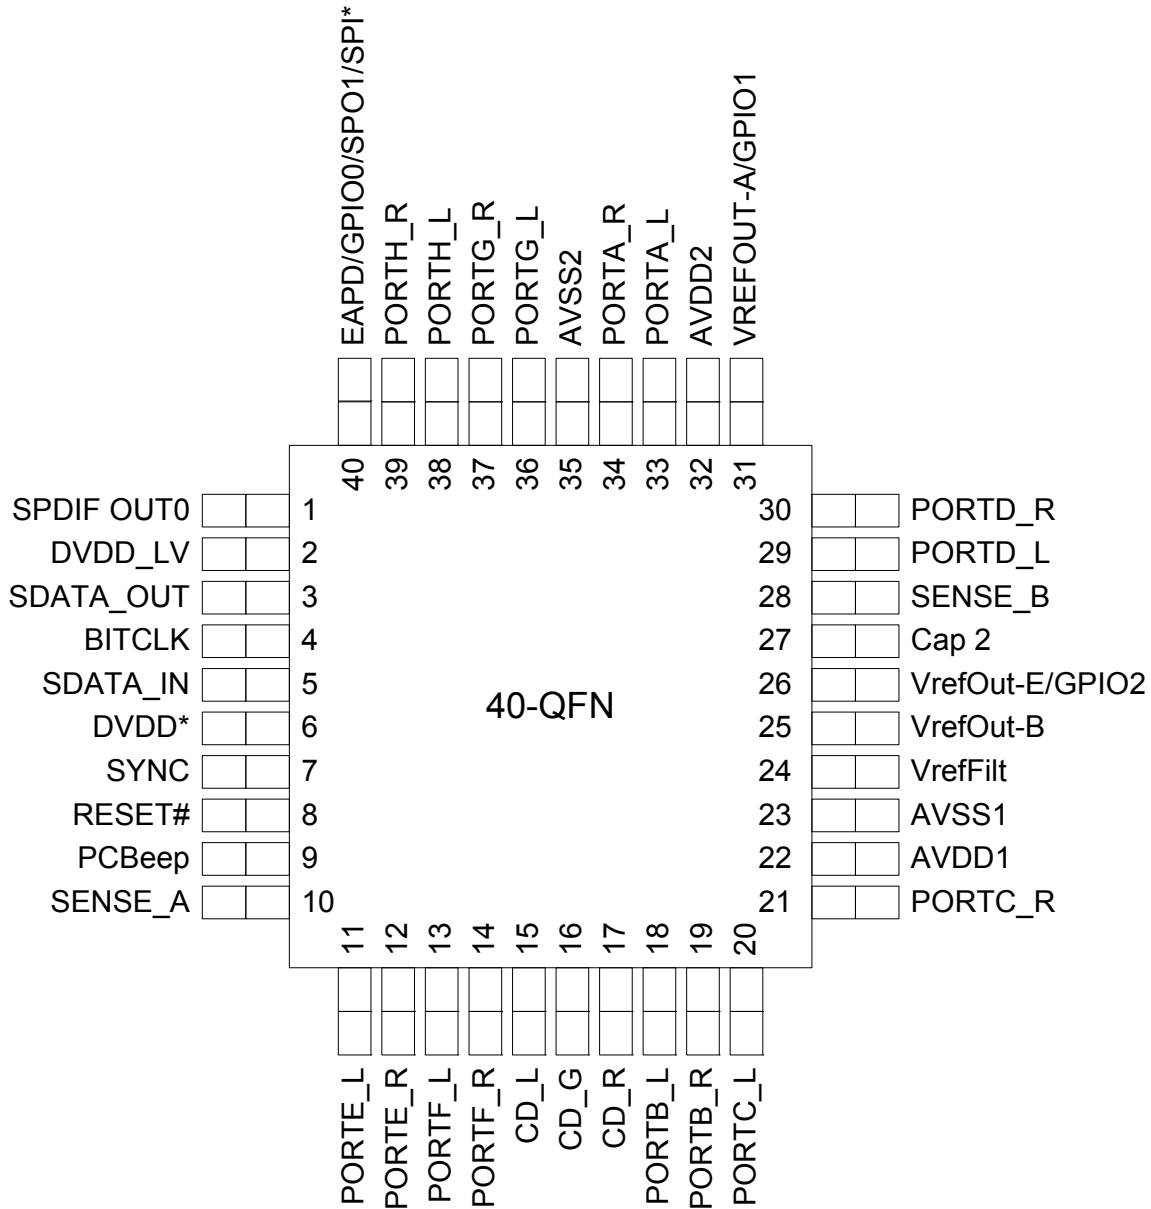 EAPD/GPIO0/SPO1/SPI*
PORTH_R
PORTH_L
PORTG_R
PORTG_L
AVSS2
PORTA_R
PORTA_L
AVDD2
VREFOUT-A/GPIO1
40
39
38
37
36
35
34
33
32
31
SPDIF OUT0 1
DVDD_LV 2
SDATA_OUT 3
BITCLK 4
SDATA_IN 5
DVDD* 6
SYNC 7
RESET# 8
PCBeep 9
SENSE_A 10
40-QFN
30 PORTD_R
29 PORTD_L
28 SENSE_B
27 Cap 2
26 VrefOut-E/GPIO2
25 VrefOut-B
24 VrefFilt
23 AVSS1
22 AVDD1
21 PORTC_R
11
12
13
14
15
16
17
18
19
20
PORTE_L
PORTE_R
PORTF_L
PORTF_R
CD_L
CD_G
CD_R
PORTB_L
PORTB_R
PORTC_L